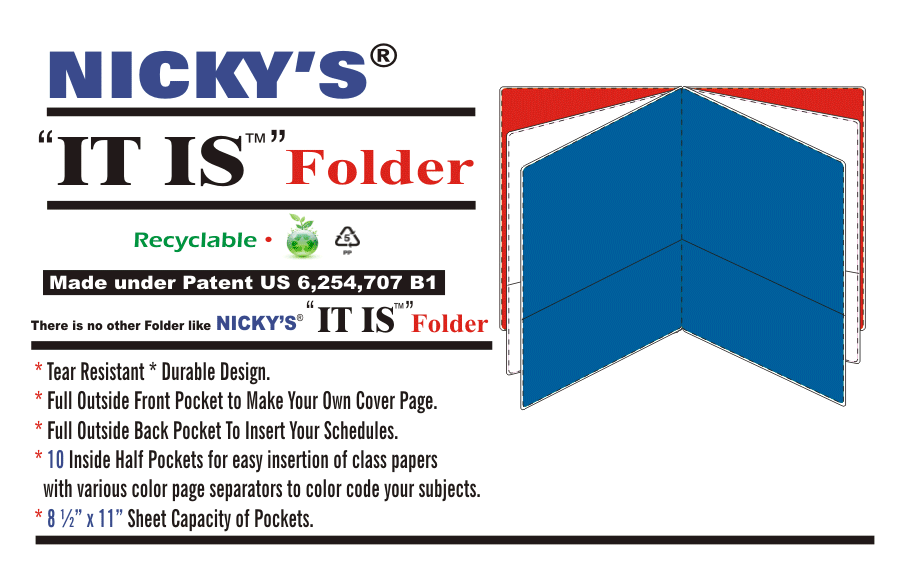 NICKY'S®
“IT IS™” Folder
Recyclable •
5
PP
Made under Patent US 6,254,707 B1
There is no other Folder like NICKY'S® “IT IS™” Folder
* Tear Resistant * Durable Design.
* Full Outside Front Pocket to Make Your Own Cover Page.
* Full Outside Back Pocket To Insert Your Schedules.
* 10 Inside Half Pockets for easy insertion of class papers
with various color page separators to color code your subjects.
* 8 ½” x 11” Sheet Capacity of Pockets.